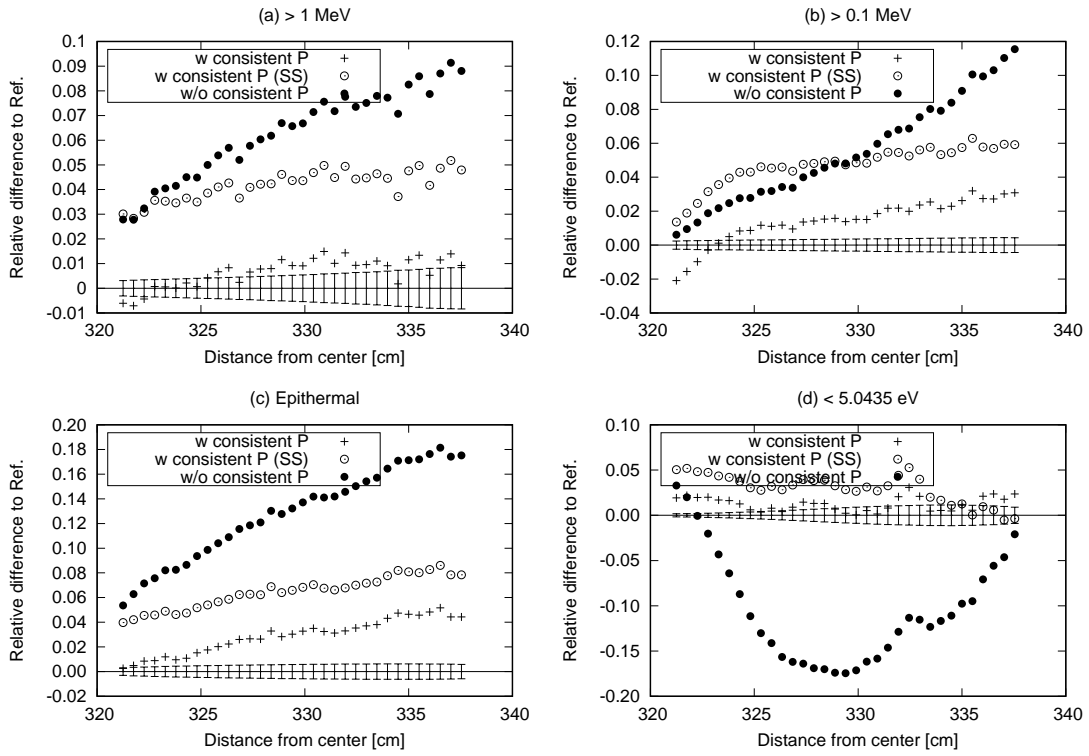 (a) > 1 MeV
0.1
0.09
0.08
0.07
0.06
0.05
0.04
0.03
0.02
0.01
0
-0.01
Relative difference to Ref.
w consistent P
w consistent P (SS)
w/o consistent P
320 325 330 335 340
Distance from center [cm]
(b) > 0.1 MeV
0.12
0.10
0.08
0.06
0.04
0.02
0.00
-0.02
-0.04
Relative difference to Ref.
w consistent P
w consistent P (SS)
w/o consistent P
320 325 330 335 340
Distance from center [cm]
(c) Epithermal
0.20
0.18
0.16
0.14
0.12
0.10
0.08
0.06
0.04
0.02
0.00
-0.02
Relative difference to Ref.
w consistent P
w consistent P (SS)
w/o consistent P
320 325 330 335 340
Distance from center [cm]
(d) < 5.0435 eV
0.10
0.05
0.00
-0.05
-0.10
-0.15
-0.20
Relative difference to Ref.
w consistent P
w consistent P (SS)
w/o consistent P
320 325 330 335 340
Distance from center [cm]